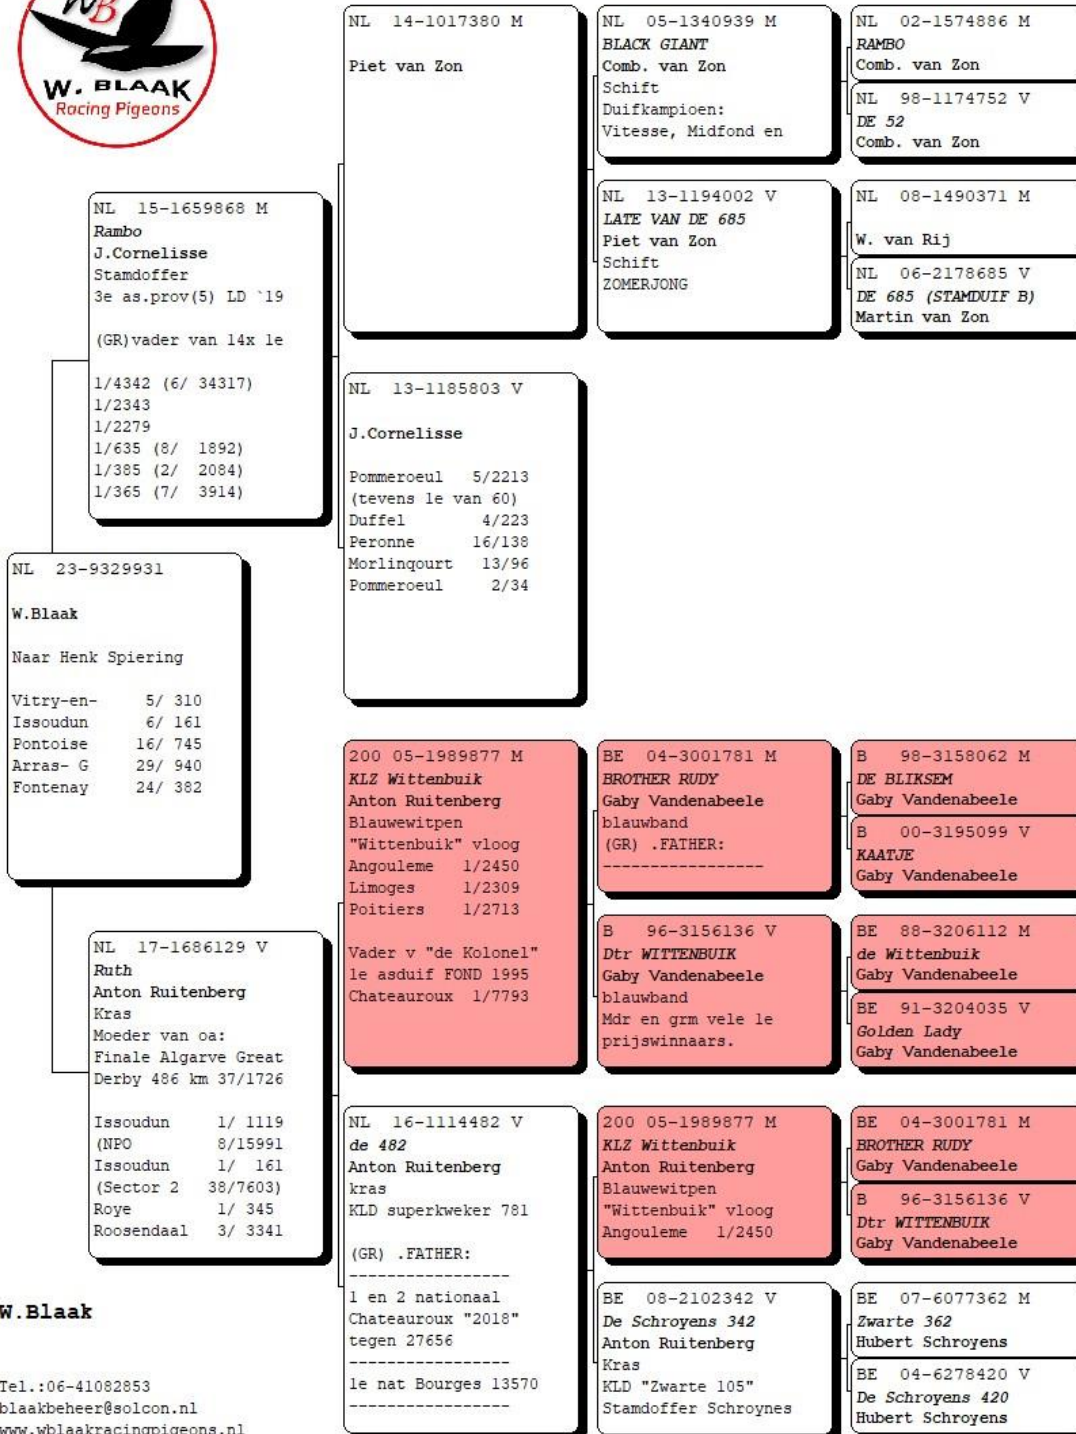 WB
W. BLAAK
Racing Pigeons
NL 23-9329931
W.Blaak
Naar Henk Spiering
Vitry-en- 5/ 310
Issoudun 6/ 161
Pontoise 16/ 745
Arras- G 29/ 940
Fontenay 24/ 382
NL 15-1659868 M
Rambo
J.Cornelisse
Stamdoffer
3e as.prov(5) LD `19
(GR)vader van 14x 1e
1/4342 (6/ 34317)
1/2343
1/2279
1/635 (8/ 1892)
1/385 (2/ 2084)
1/365 (7/ 3914)
NL 17-1686129 V
Ruth
Anton Ruitenberg
Kras
Moeder van oa:
Finale Algarve Great
Derby 486 km 37/1726
Issoudun 1/ 1119
(NPO 8/15991
Issoudun 1/ 161
(Sector 2 38/7603)
Roye 1/ 345
Roosendaal 3/ 3341
NL 14-1017380 M
Piet van Zon
NL 13-1185803 V
J.Cornelisse
Pommeroeul 5/2213
(tevens 1e van 60)
Duffel 4/223
Peronne 16/138
Morlinqourt 13/96
Pommeroeul 2/34
200 05-1989877 M
KLZ Wittenbuik
Anton Ruitenberg
Blauwewitpen
"Wittenbuik" vloog
Angouleme 1/2450
Limoges 1/2309
Poitiers 1/2713
Vader v "de Kolonel"
1e asduif FOND 1995
Chateauroux 1/7793
NL 16-1114482 V
de 482
Anton Ruitenberg
kras
KLD superkweker 781
(GR) .FATHER:
-----------------
1 en 2 nationaal
Chateauroux "2018"
tegen 27656
-----------------
1e nat Bourges 13570
-----------------
NL 05-1340939 M
BLACK GIANT
Comb. van Zon
Schift
Duifkampioen:
Vitesse, Midfond en
NL 13-1194002 V
LATE VAN DE 685
Piet van Zon
Schift
ZOMERJONG
BE 04-3001781 M
BROTHER RUDY
Gaby Vandenabeele
blauwband
(GR) .FATHER:
-----------------
B 96-3156136 V
Dtr WITTENBUIK
Gaby Vandenabeele
blauwband
Mdr en grm vele 1e
prijswinnaars.
200 05-1989877 M
KLZ Wittenbuik
Anton Ruitenberg
Blauwewitpen
"Wittenbuik" vloog
Angouleme 1/2450
BE 08-2102342 V
De Schroyens 342
Anton Ruitenberg
Kras
KLD "Zwarte 105"
Stamdoffer Schroynes
NL 02-1574886 M
RAMBO
Comb. van Zon
NL 98-1174752 V
DE 52
Comb. van Zon
NL 08-1490371 M
W. van Rij
NL 06-2178685 V
DE 685 (STAMDUIF B)
Martin van Zon
B 98-3158062 M
DE BLIKSEM
Gaby Vandenabeele
B 00-3195099 V
KAATJE
Gaby Vandenabeele
BE 88-3206112 M
de Wittenbuik
Gaby Vandenabeele
BE 91-3204035 V
Golden Lady
Gaby Vandenabeele
BE 04-3001781 M
BROTHER RUDY
Gaby Vandenabeele
B 96-3156136 V
Dtr WITTENBUIK
Gaby Vandenabeele
BE 07-6077362 M
Zwarte 362
Hubert Schroyens
BE 04-6278420 V
De Schroyens 420
Hubert Schroyens
W.Blaak
Tel.:06-41082853
blaakbeheer@solcon.nl
www.wblaakracingpigeons.nl